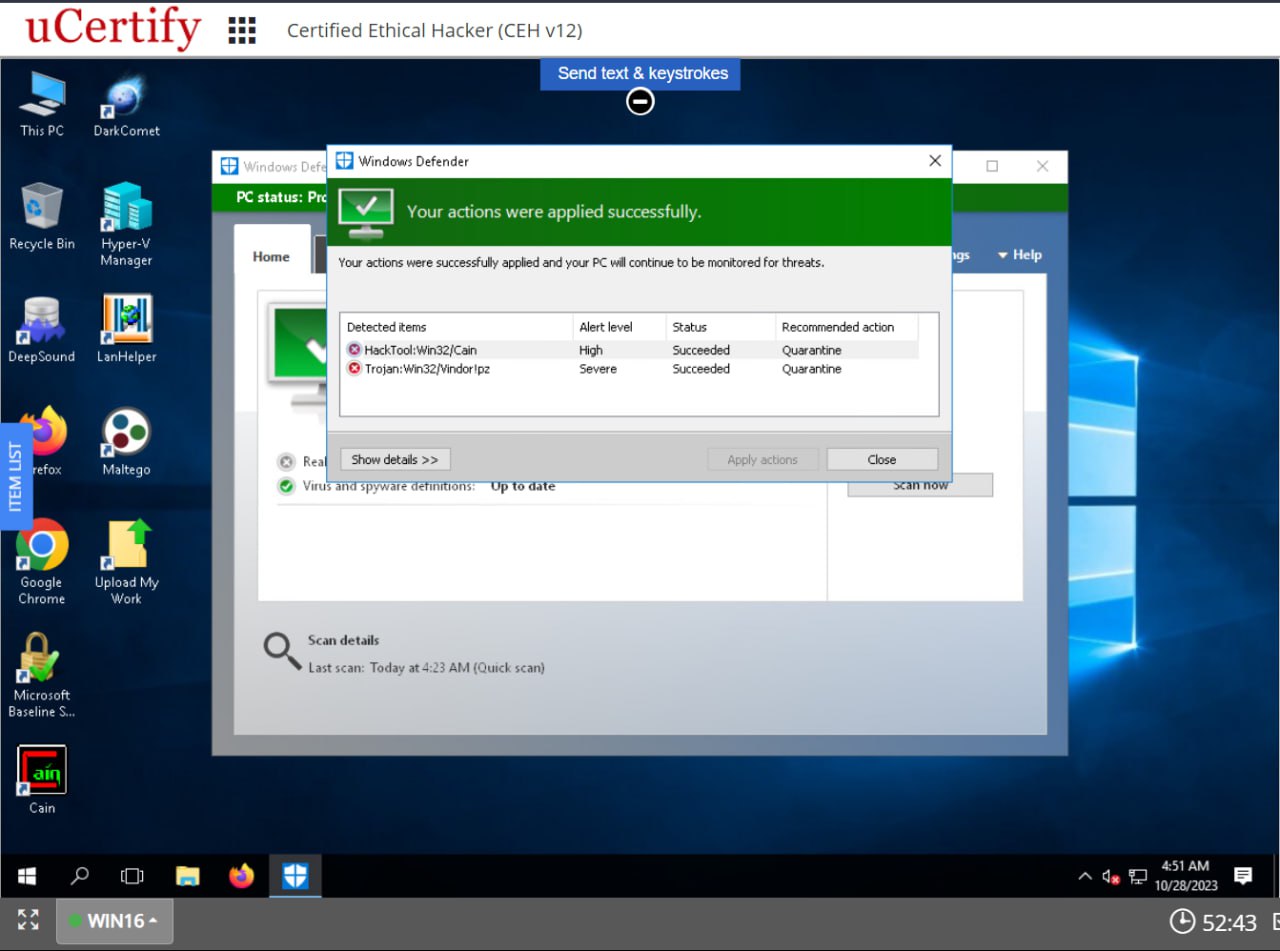 uCertify
Certified Ethical Hacker (CEH v12)
Send text & keystrokes
This PC
DarkComet
Recycle Bin
Hyper-V
Manager
DeepSound
LanHelper
refox
Maltego
ITEM LIST
Google
Chrome
Upload My
Work
Microsoft
Baseline S...
Cain
aín
Windows Defe
PC status: Pro
Home
ngs
Help
Windows Defender
Your actions were applied successfully.
Your actions were successfully applied and your PC will continue to be monitored for threats.
Detected items Alert level Status Recommended action
HackTool:Win32/Cain High Succeeded Quarantine
Trojan:Win32/Vindor!pz Severe Succeeded Quarantine
Show details >> Apply actions Close
Real
Virus and spyware definitions: Up to date
Scan now
Scan details
Last scan: Today at 4:23 AM (Quick scan)
4:51 AM
10/28/2023
WIN16
52:43